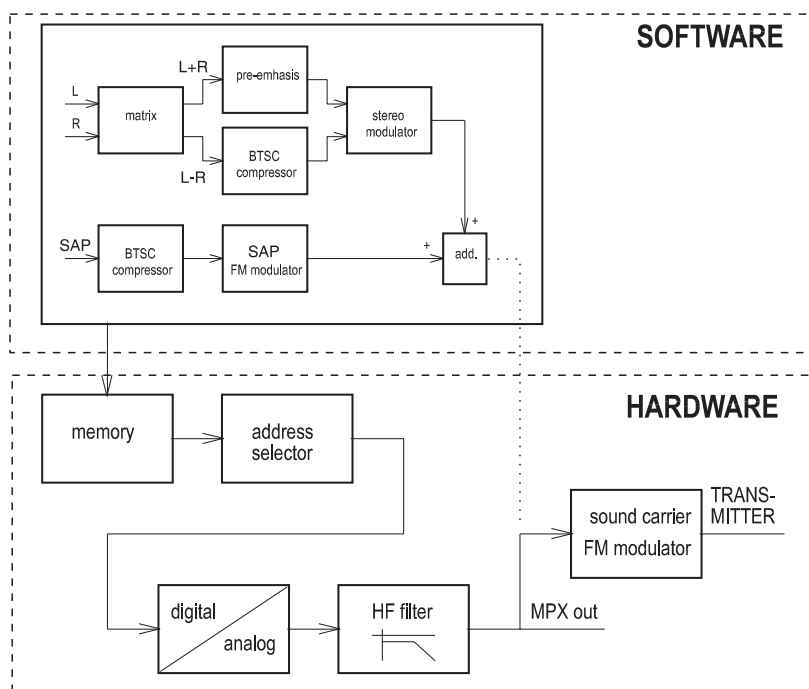 SOFTWARE
L+R
pre-emhasis
L
R
matrix
stereo
modulator
BTSC
compressor
L-R
+
SAP
BTSC
compressor
SAP
FM modulator
+
add.
HARDWARE
memory
address
selector
sound carrier
FM modulator
TRANS-
MITTER
digital
analog
HF filter
MPX out